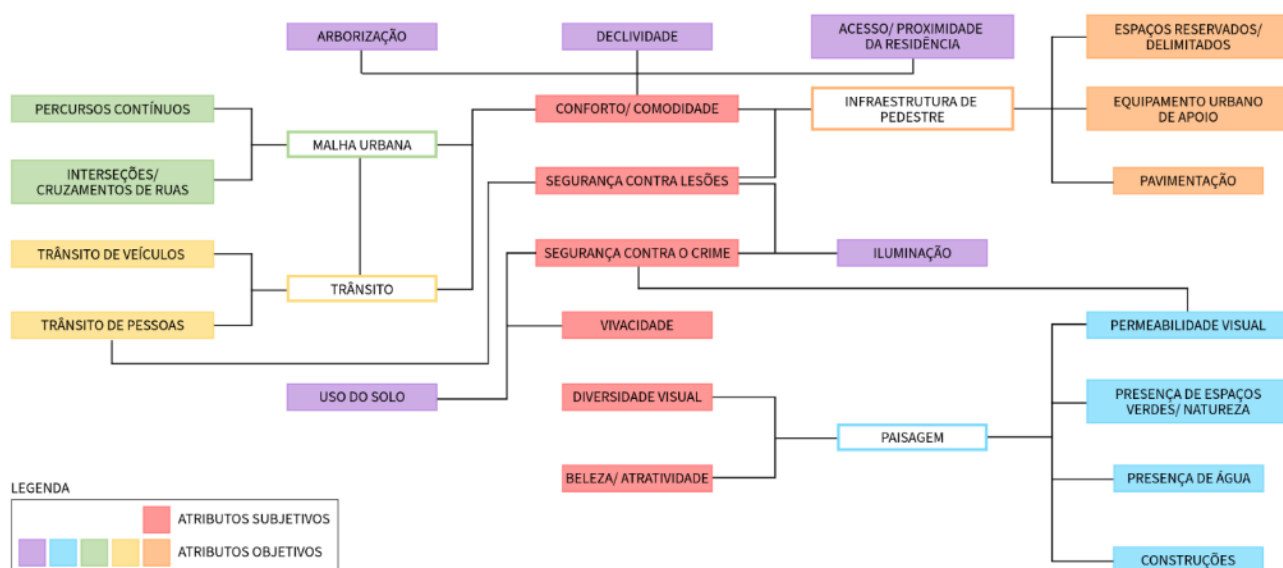 ARBORIZAÇÃO
DECLIVIDADE
ACESSO/ PROXIMIDADE
DA RESIDÊNCIA
ESPAÇOS RESERVADOS/
DELIMITADOS
PERCURSOS CONTÍNUOS
CONFORTO/ COMODIDADE
INFRAESTRUTURA DE
PEDESTRE
EQUIPAMENTO URBANO
DE APOIO
MALHA URBANA
INTERSEÇÕES/
CRUZAMENTOS DE RUAS
SEGURANÇA CONTRA LESÕES
PAVIMENTAÇÃO
TRÂNSITO DE VEÍCULOS
SEGURANÇA CONTRA O CRIME
ILUMINAÇÃO
TRÂNSITO
TRÂNSITO DE PESSOAS
VIVACIDADE
PERMEABILIDADE VISUAL
USO DO SOLO
DIVERSIDADE VISUAL
PRESENÇA DE ESPAÇOS
VERDES/ NATUREZA
PAISAGEM
BELEZA/ ATRATIVIDADE
PRESENÇA DE ÁGUA
CONSTRUÇÕES
LEGENDA
ATRIBUTOS SUBJETIVOS
ATRIBUTOS OBJETIVOS